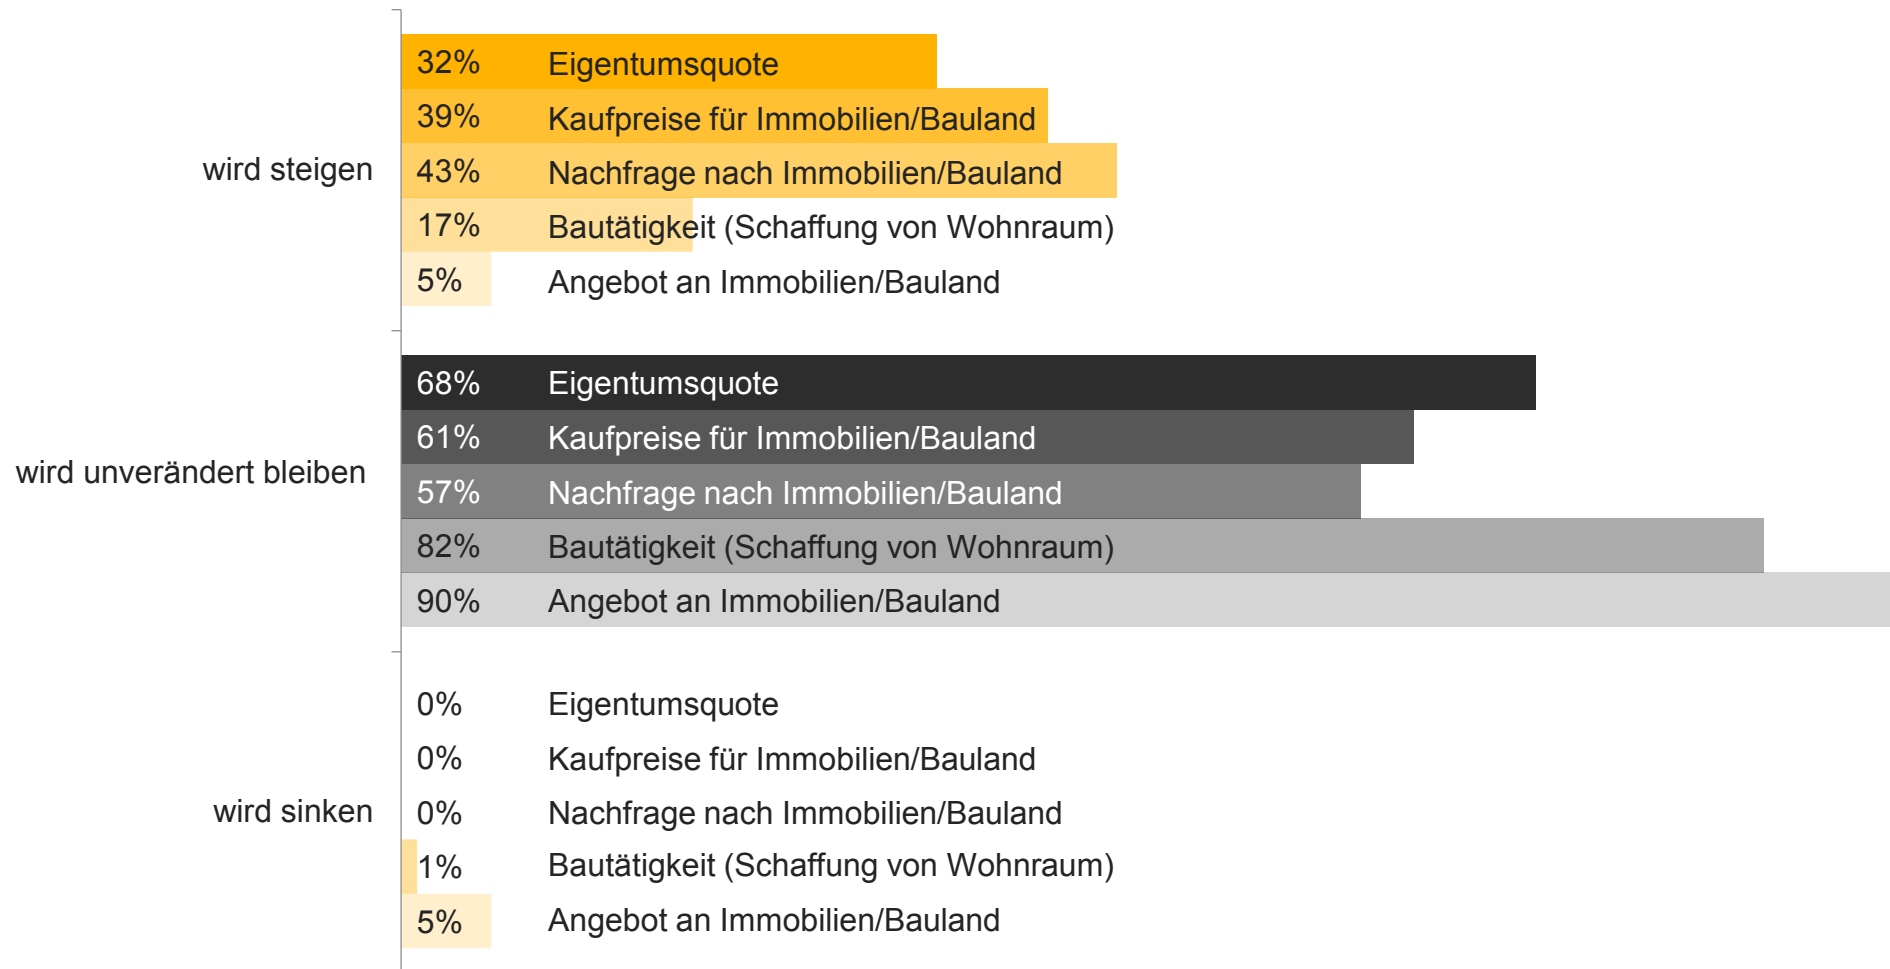 32% Eigentumsquote
39% Kaufpreise für Immobilien/Bauland
wird steigen 43% Nachfrage nach Immobilien/Bauland
17% Bautätigkeit (Schaffung von Wohnraum)
5% Angebot an Immobilien/Bauland
68% Eigentumsquote
61% Kaufpreise für Immobilien/Bauland
wird unverändert bleiben 57% Nachfrage nach Immobilien/Bauland
82% Bautätigkeit (Schaffung von Wohnraum)
90% Angebot an Immobilien/Bauland
0% Eigentumsquote
0% Kaufpreise für Immobilien/Bauland
wird sinken 0% Nachfrage nach Immobilien/Bauland
1% Bautätigkeit (Schaffung von Wohnraum)
5% Angebot an Immobilien/Bauland